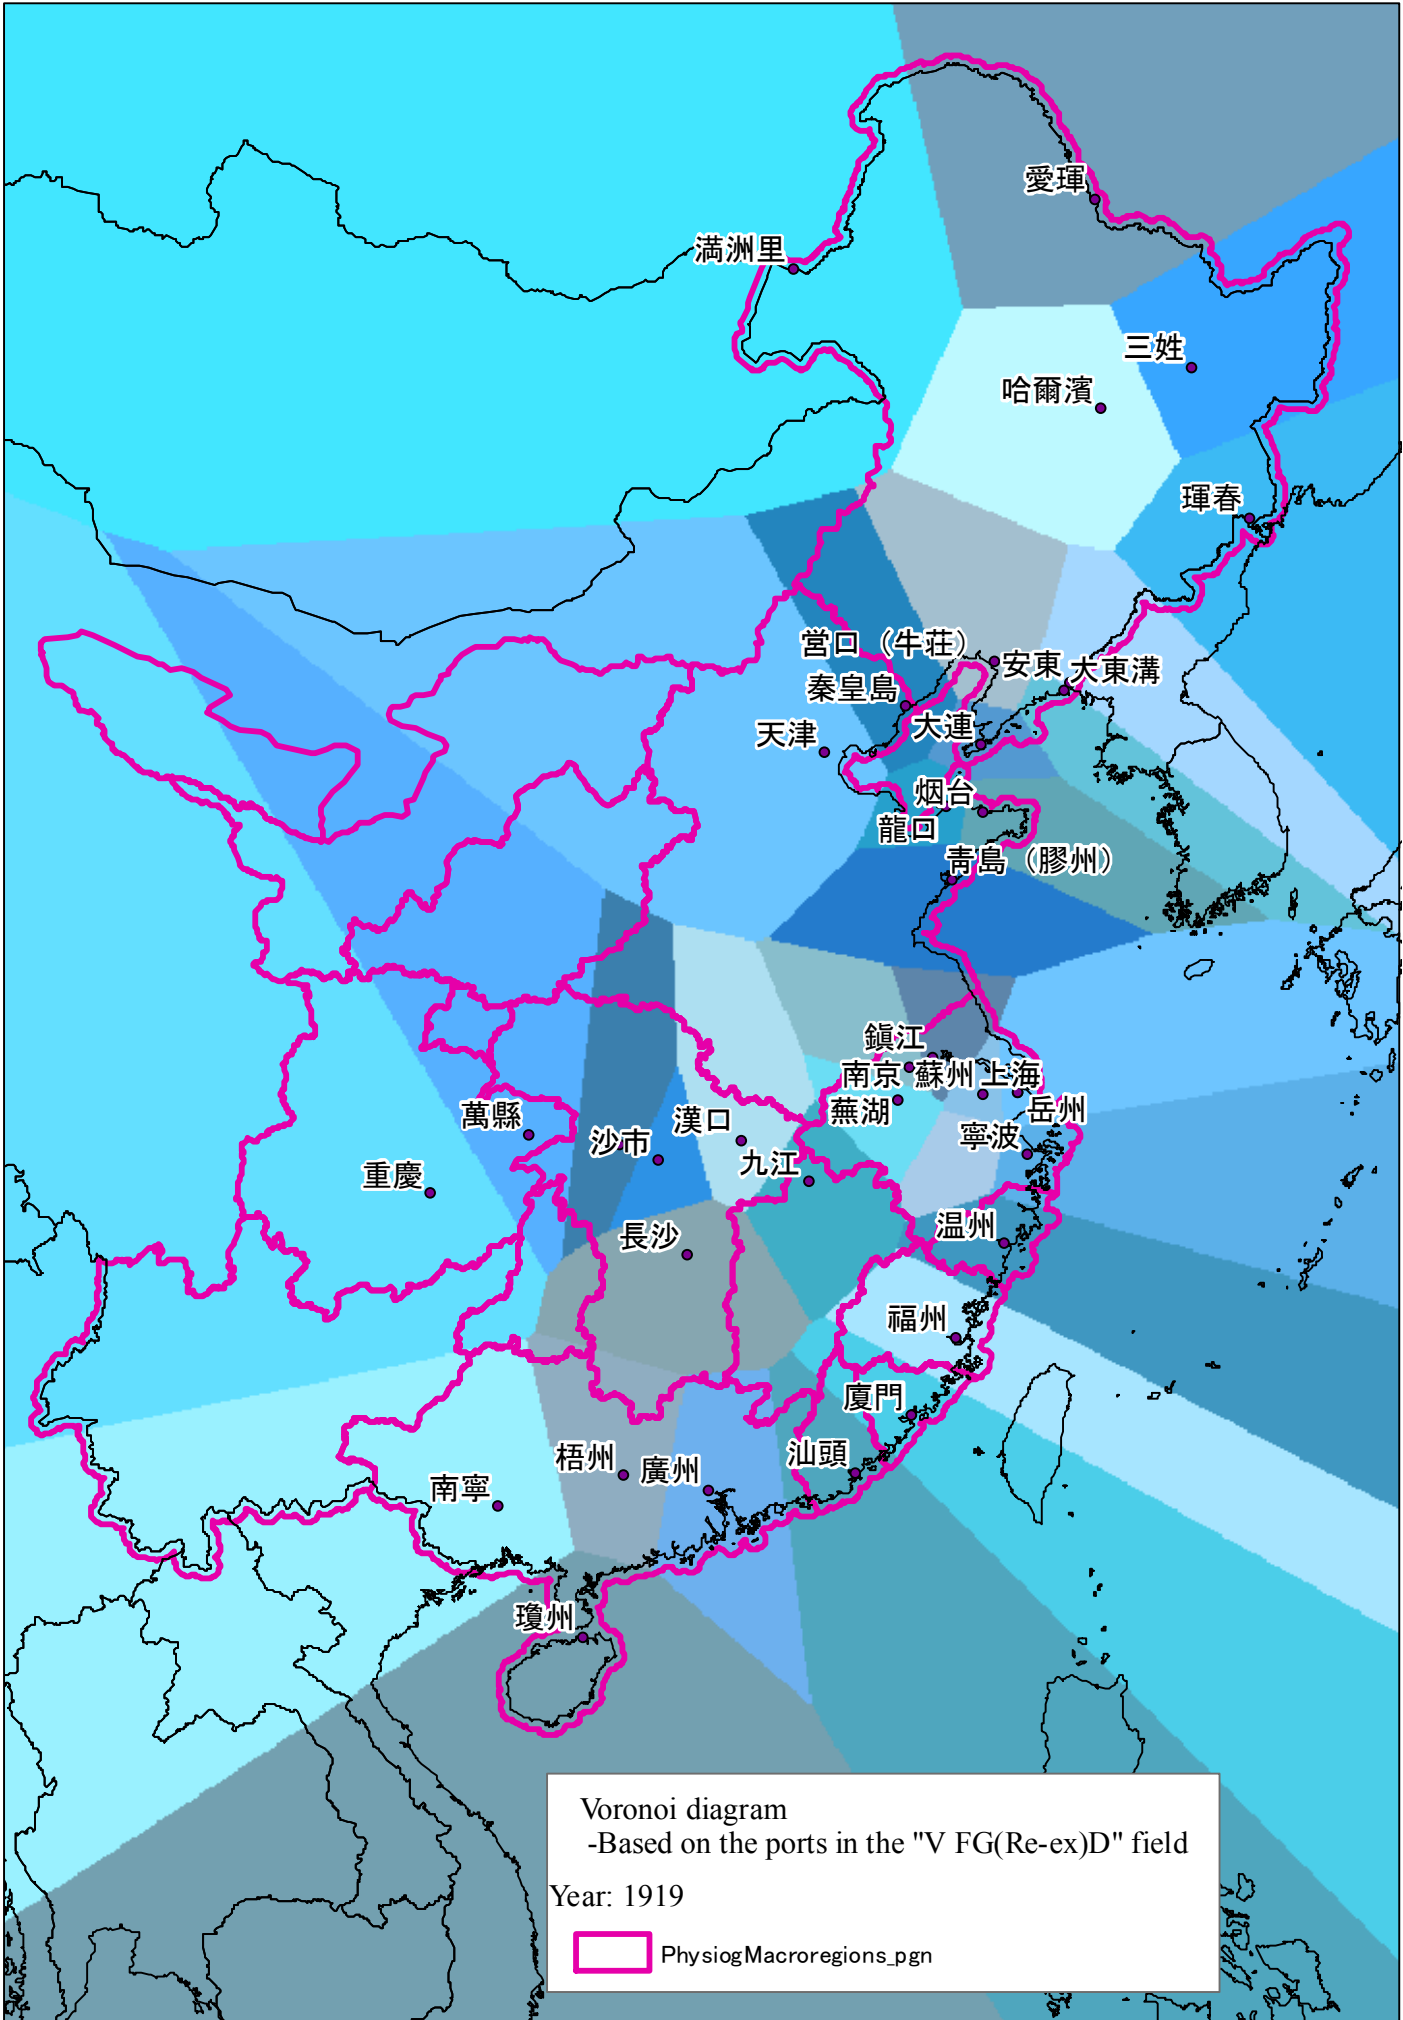 愛琿
満洲里
三姓
哈爾濱
琿春
営口（牛荘）
安東
大東溝
秦皇島
大連
天津
烟台
龍口
青島（膠州）
鎭江
南京
蘇州
上海
蕪湖
岳州
萬縣
漢口
沙市
寧波
九江
重慶
長沙
温州
福州
廈門
梧州
廣州
汕頭
南寧
瓊州
Voronoi diagram
-Based on the ports in the "V FG(Re-ex)D" field
Year: 1919
PhysiogMacroregions_pgn